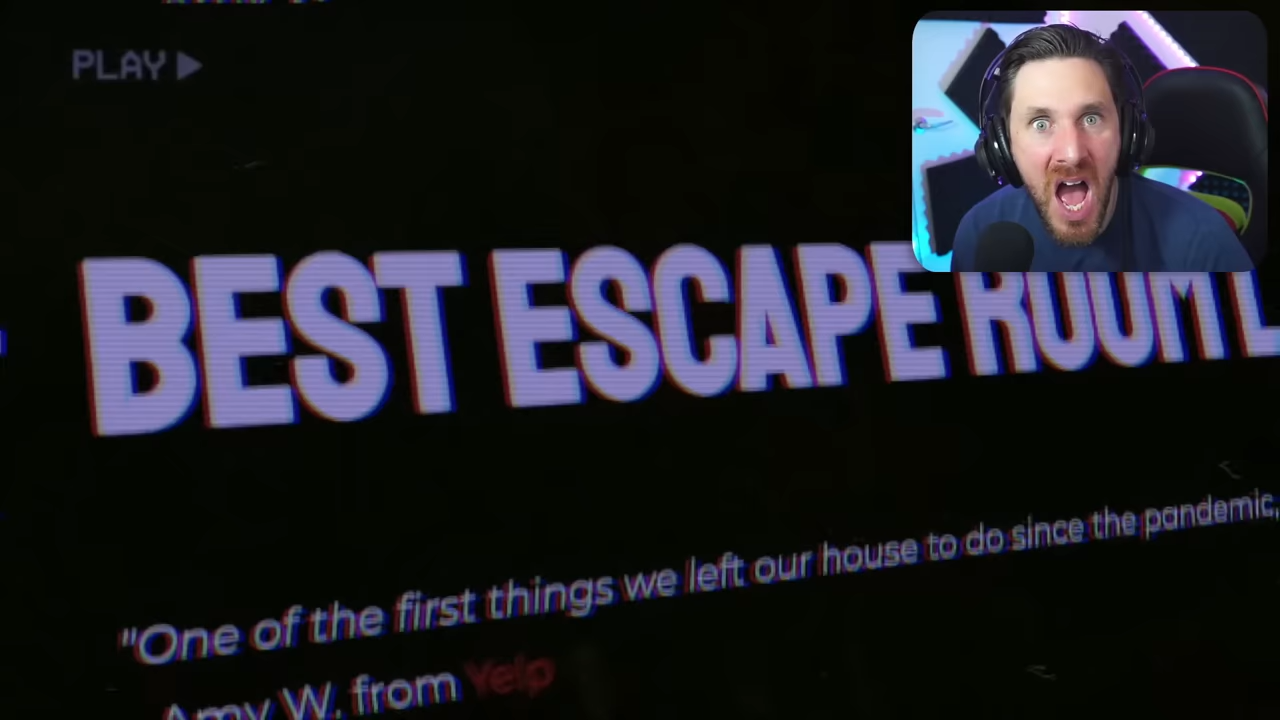 PLAY
BEST ESCAPE ROOM
"One of the first things we left our house to do since the pandemic,
Amy W. from Yelp